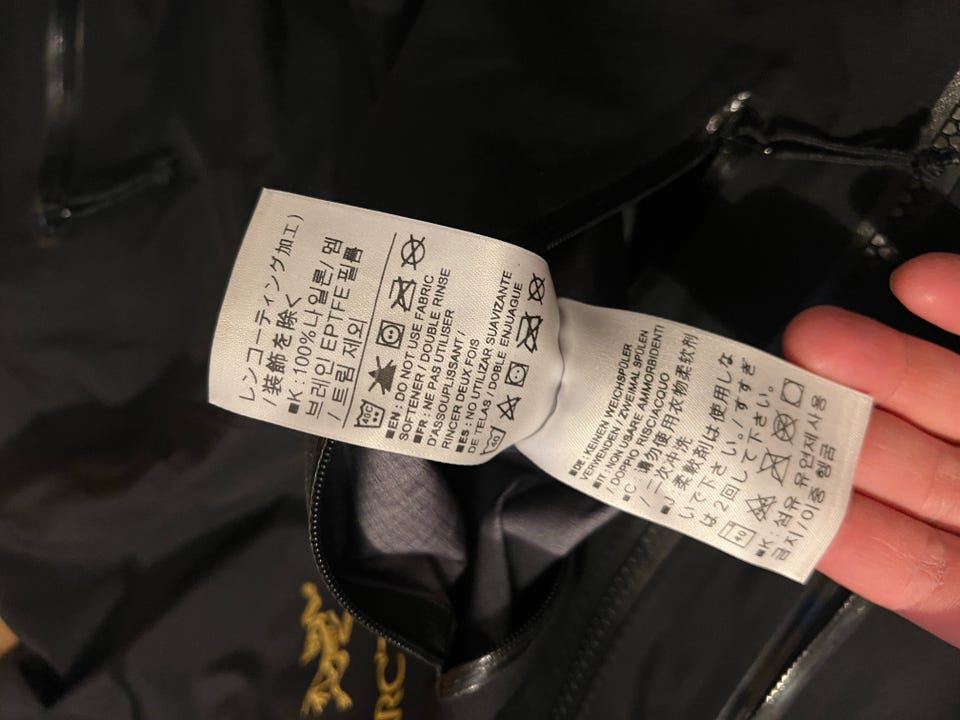 レンコーティング加工)
/装飾を除く
■K: 100% 나일론/ 멤
브레인 EPTFE 필름
/ 트림 제외
40C
■EN: DO NOT USE FABRIC
SOFTENER / DOUBLE RINSE
■FR: NE PAS UTILISER
D'ASSOUPLISSANT /
RINCER DEUX FOIS
■ES: NO UTILIZAR SUAVIZANTE
DE TELAS / DOBLE ENJUAGUE
40
■DE: KEINEN WEICHSPÜLER
VERWENDEN / ZWEIMAL SPÜLEN
■IT: NON USARE AMMORBIDENTI
/ DOPPIO RISCIACQUO
■C: 请勿使用衣物柔软剂
/ 二次冲洗
■J: 柔軟剤は使用しな
いで下さい。/すすぎ
は2回して下さい。
40
■K: 섬유 유연제사용
금지/이중 헹굼
RC